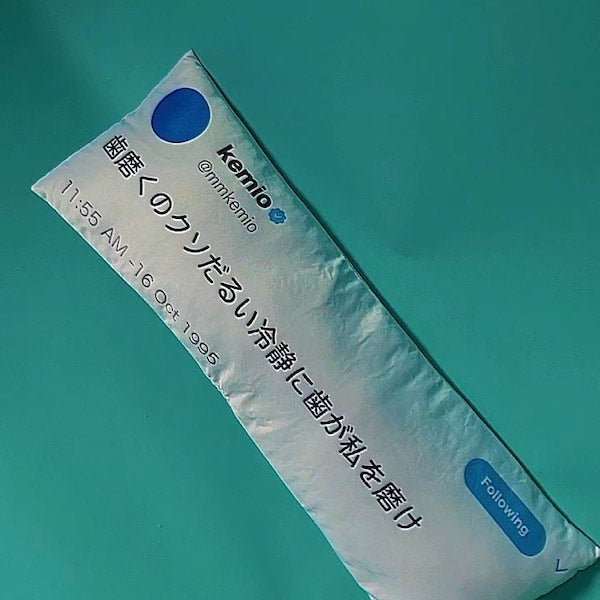 kemio
@mmkemio
Following
歯磨くのクソだるい冷静に歯が私を磨け
11:55 AM - 16 Oct 1995